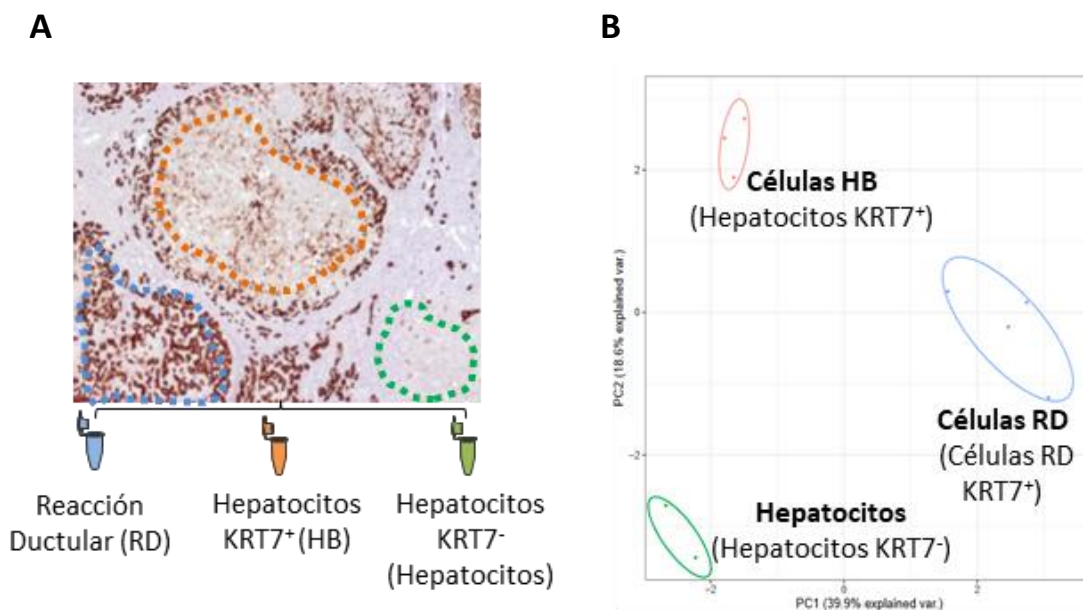 A
Reacción
Ductular (RD)
Hepatocitos
KRT7⁺(HB)
Hepatocitos
KRT7⁻
(Hepatocitos)
B
PC2 (18.6% explained var.)
2
0
−2
Células HB
(Hepatocitos KRT7⁺)
Células RD
(Células RD
KRT7⁺)
Hepatocitos
(Hepatocitos KRT7⁻)
−2
0
2
PC1 (39.9% explained var.)